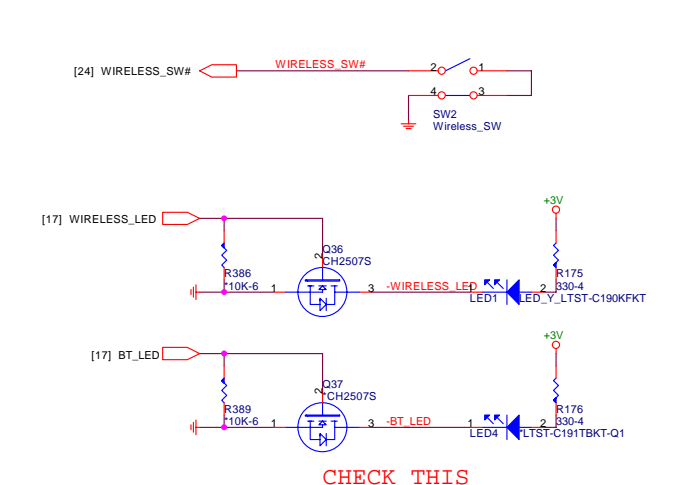 WIRELESS_SW#
[24] WIRELESS_SW#
2 1
4 3
SW2
Wireless_SW
+3V
[17] WIRELESS_LED
Q36
CH2507S
2
R386
*10K-6
1
3
-WIRELESS_LED
1
LED1
2
LED_Y_LTST-C190KFKT
R175
330-4
+3V
[17] BT_LED
Q37
*CH2507S
2
R389
*10K-6
1
3
-BT_LED
1
LED4
2
*LTST-C191TBKT-Q1
R176
330-4
CHECK THIS